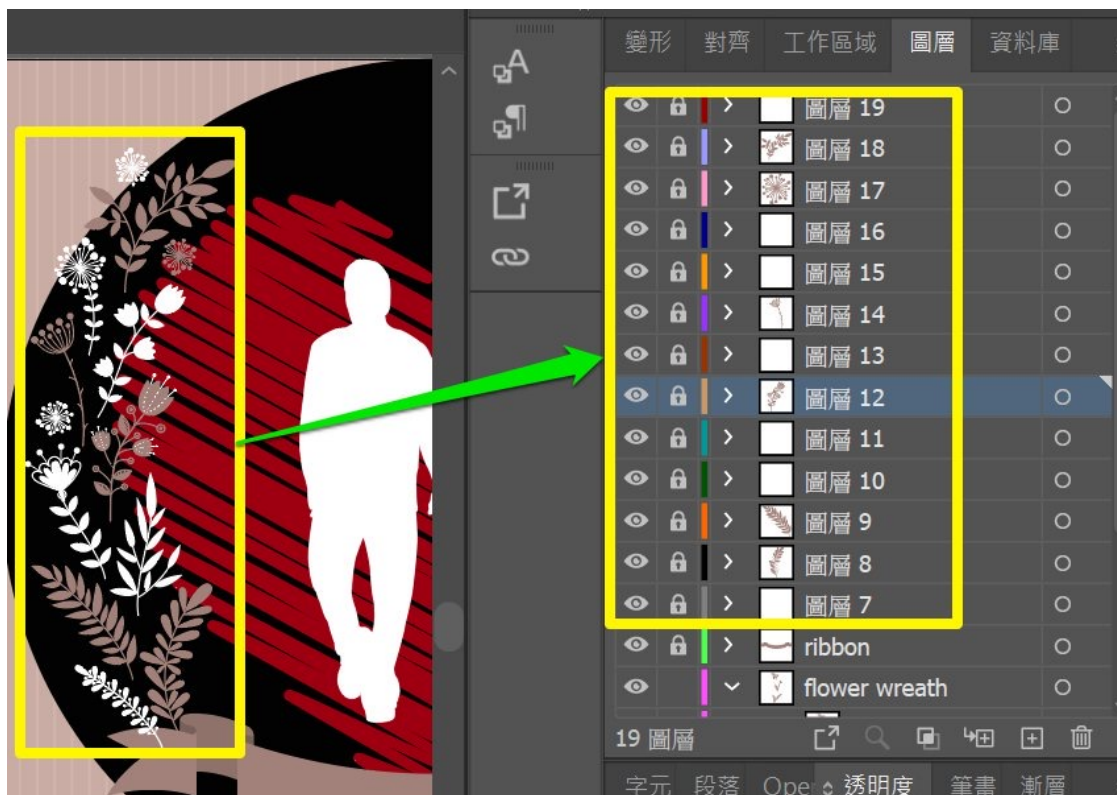 變形 對齊 工作區域 圖層 資料庫
圖層 19
圖層 18
圖層 17
圖層 16
圖層 15
圖層 14
圖層 13
圖層 12
圖層 11
圖層 10
圖層 9
圖層 8
圖層 7
ribbon
flower wreath
19 圖層
字元 段落 Ope 透明度 筆畫 漸層